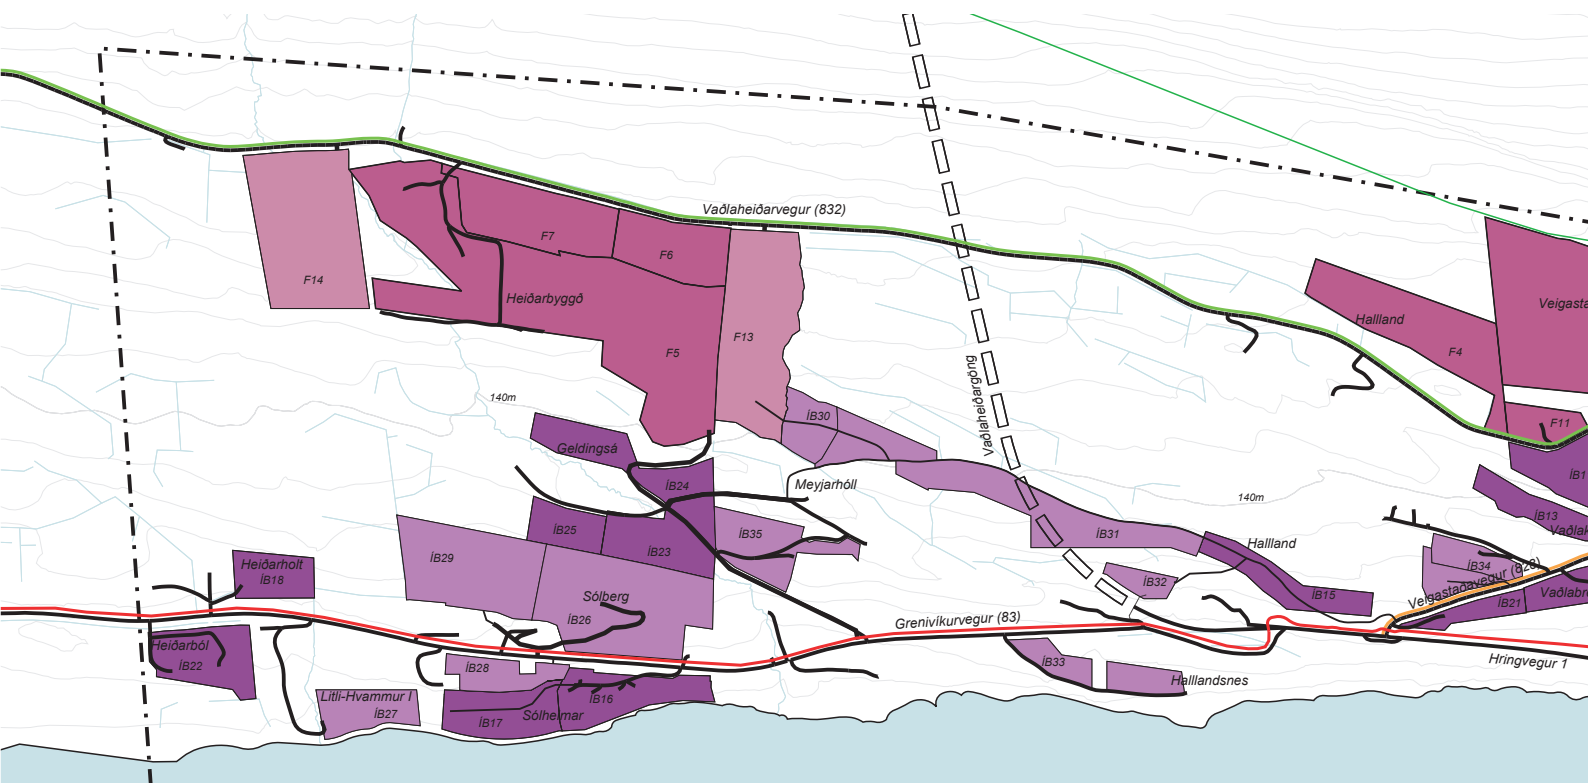 Vaðlaheiðarvegur (832)
F7
F6
F14
Heiðarbyggð
F13
F5
Veigasta
Hallland
F4
F11
Vaðlaheiðargöng
140m
ÍB30
Geldingsá
Meyjarhóll
ÍB24
140m
ÍB1
ÍB13
Vaðlak
ÍB25
ÍB23
ÍB35
ÍB31
Hallland
ÍB29
Heiðarholt
ÍB18
ÍB34
ÍB32
Veigastaðavegur (828)
Vaðlabre
ÍB15
ÍB21
Sólberg
ÍB26
Grenivíkurvegur (83)
Heiðarból
ÍB22
ÍB28
ÍB33
Hringvegur 1
Halllandsnes
Litli-Hvammur I
ÍB27
ÍB16
ÍB17
Sólheimar